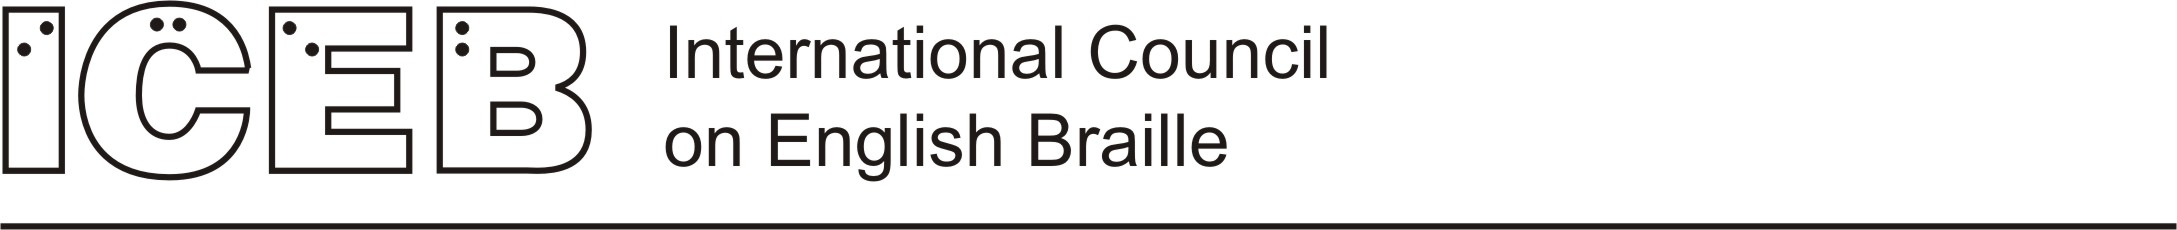 ICEB
⠊⠉⠑⠃
International Council
on English Braille